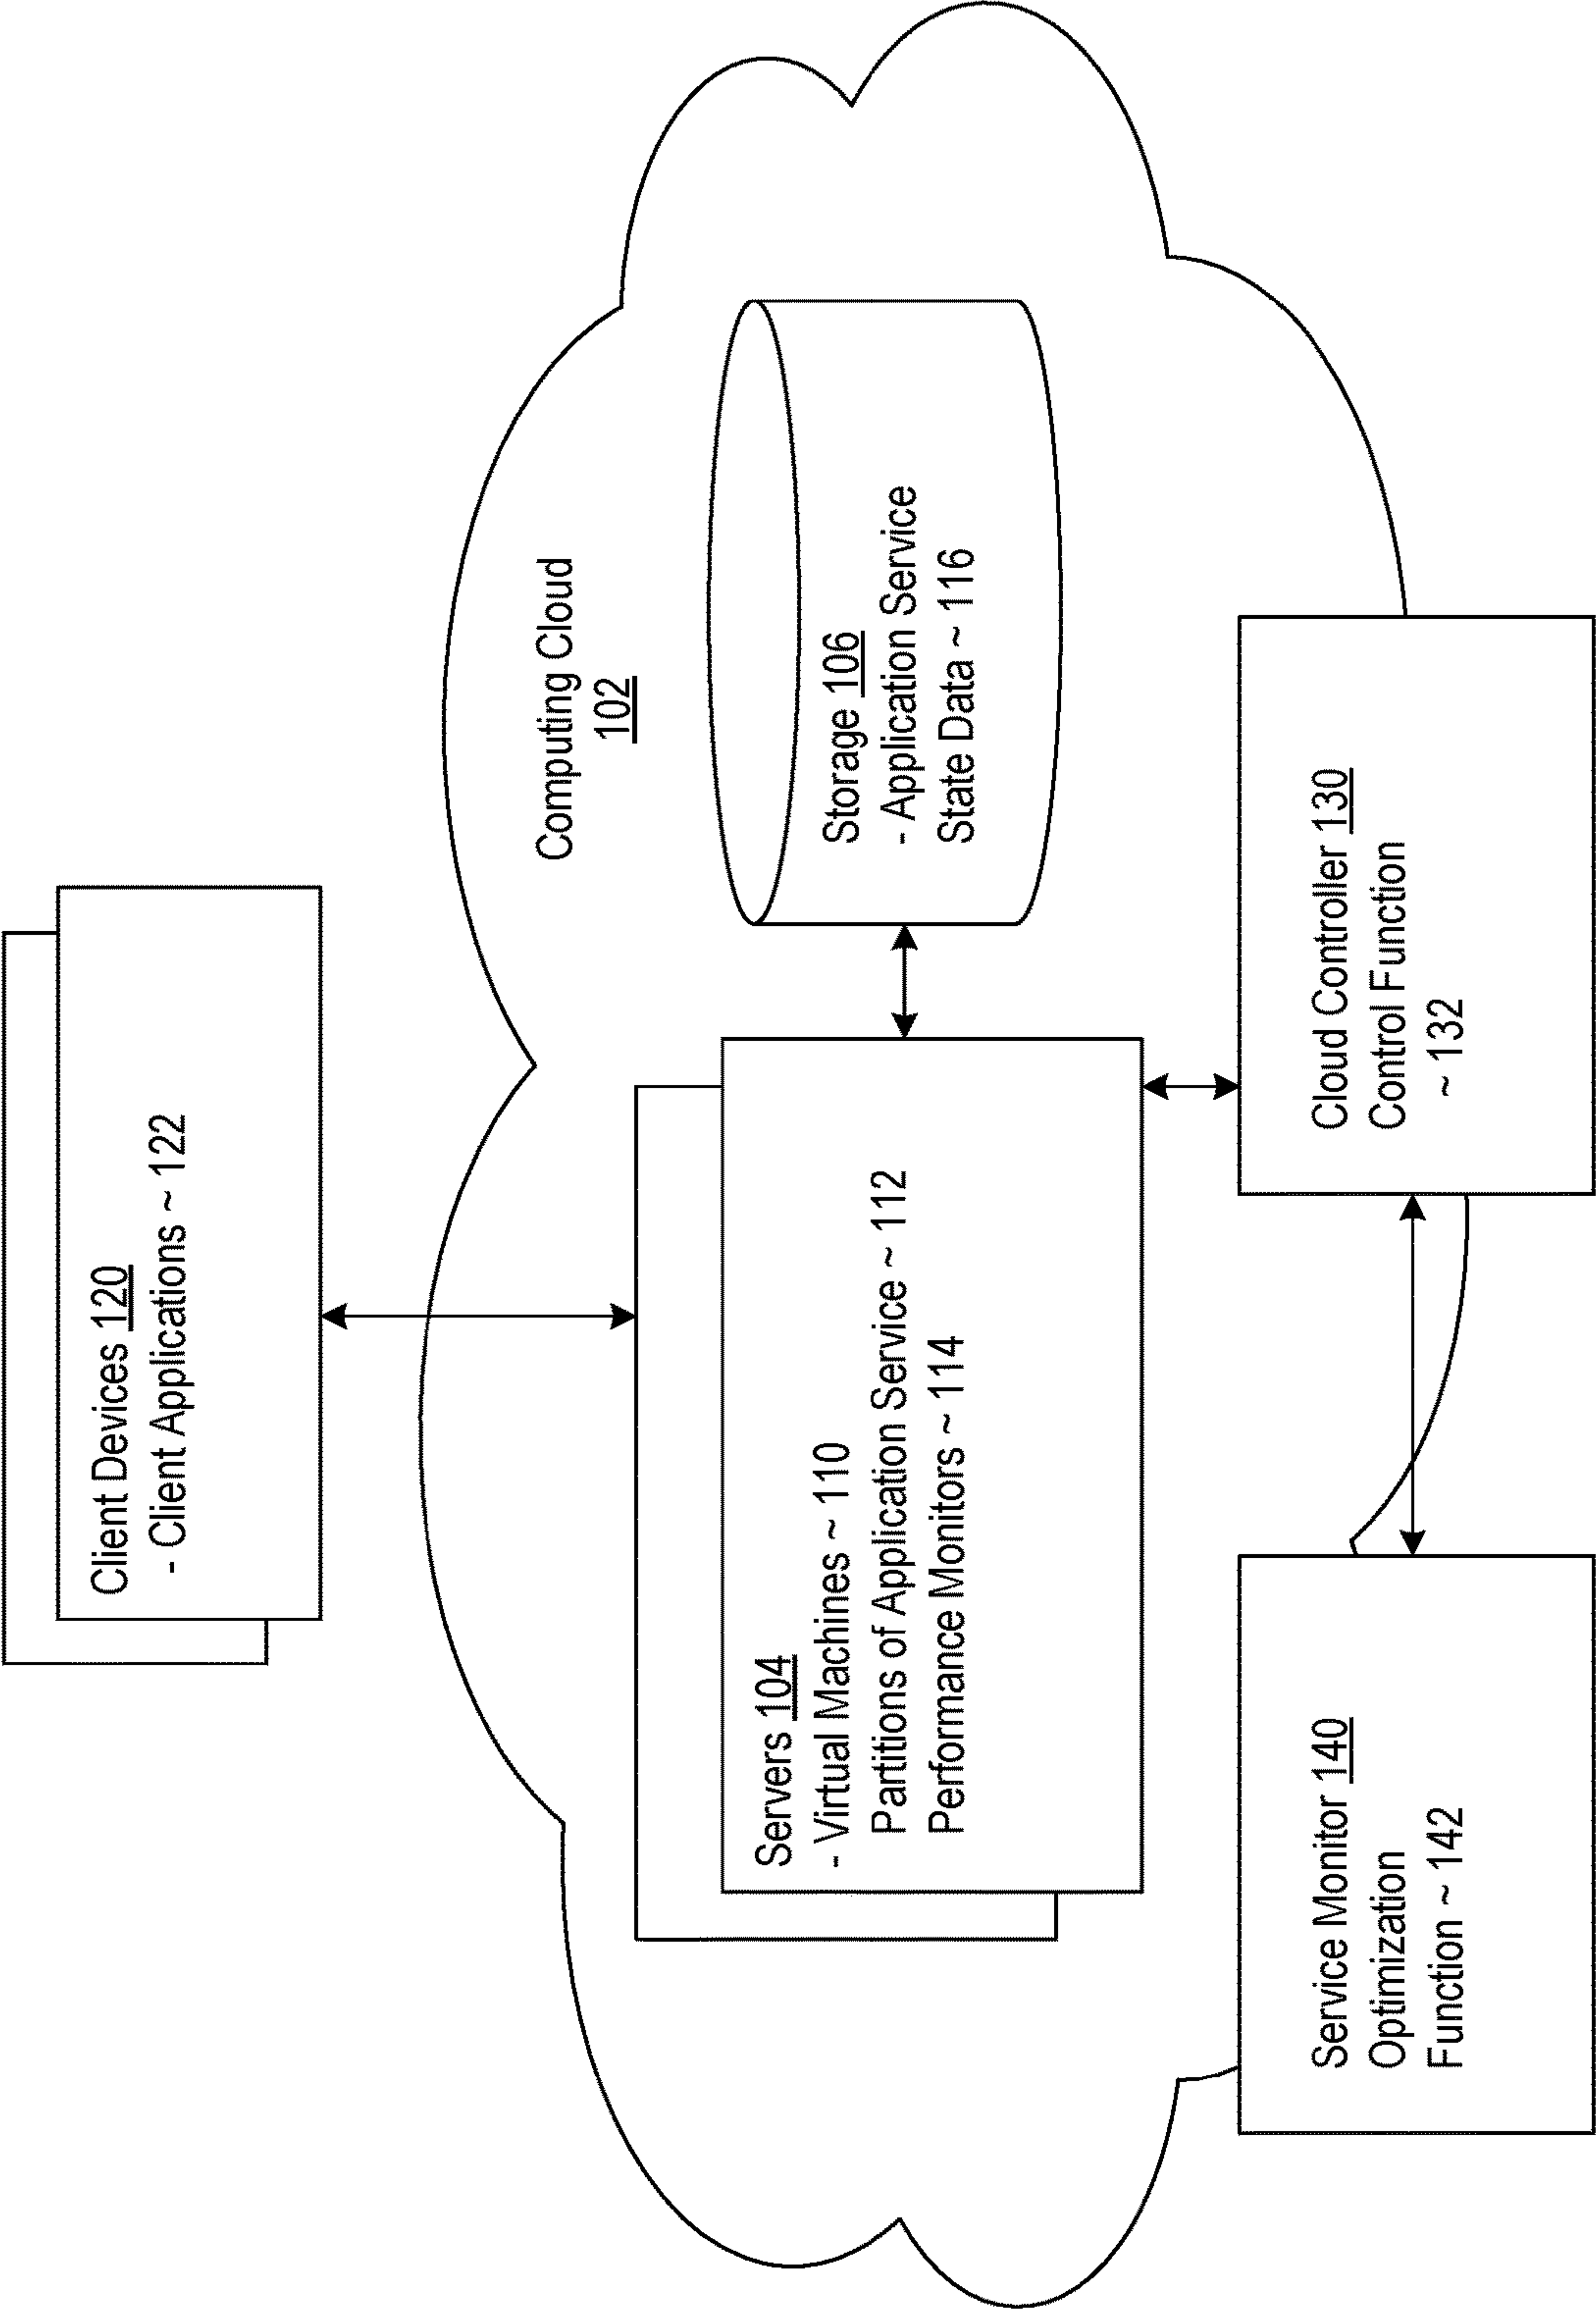 Client Devices 120
- Client Applications ~ 122
Computing Cloud
102
Servers 104
- Virtual Machines ~ 110
Partitions of Application Service ~ 112
Performance Monitors ~ 114
Storage 106
- Application Service
State Data ~ 116
Service Monitor 140
Optimization
Function ~ 142
Cloud Controller 130
Control Function
~ 132